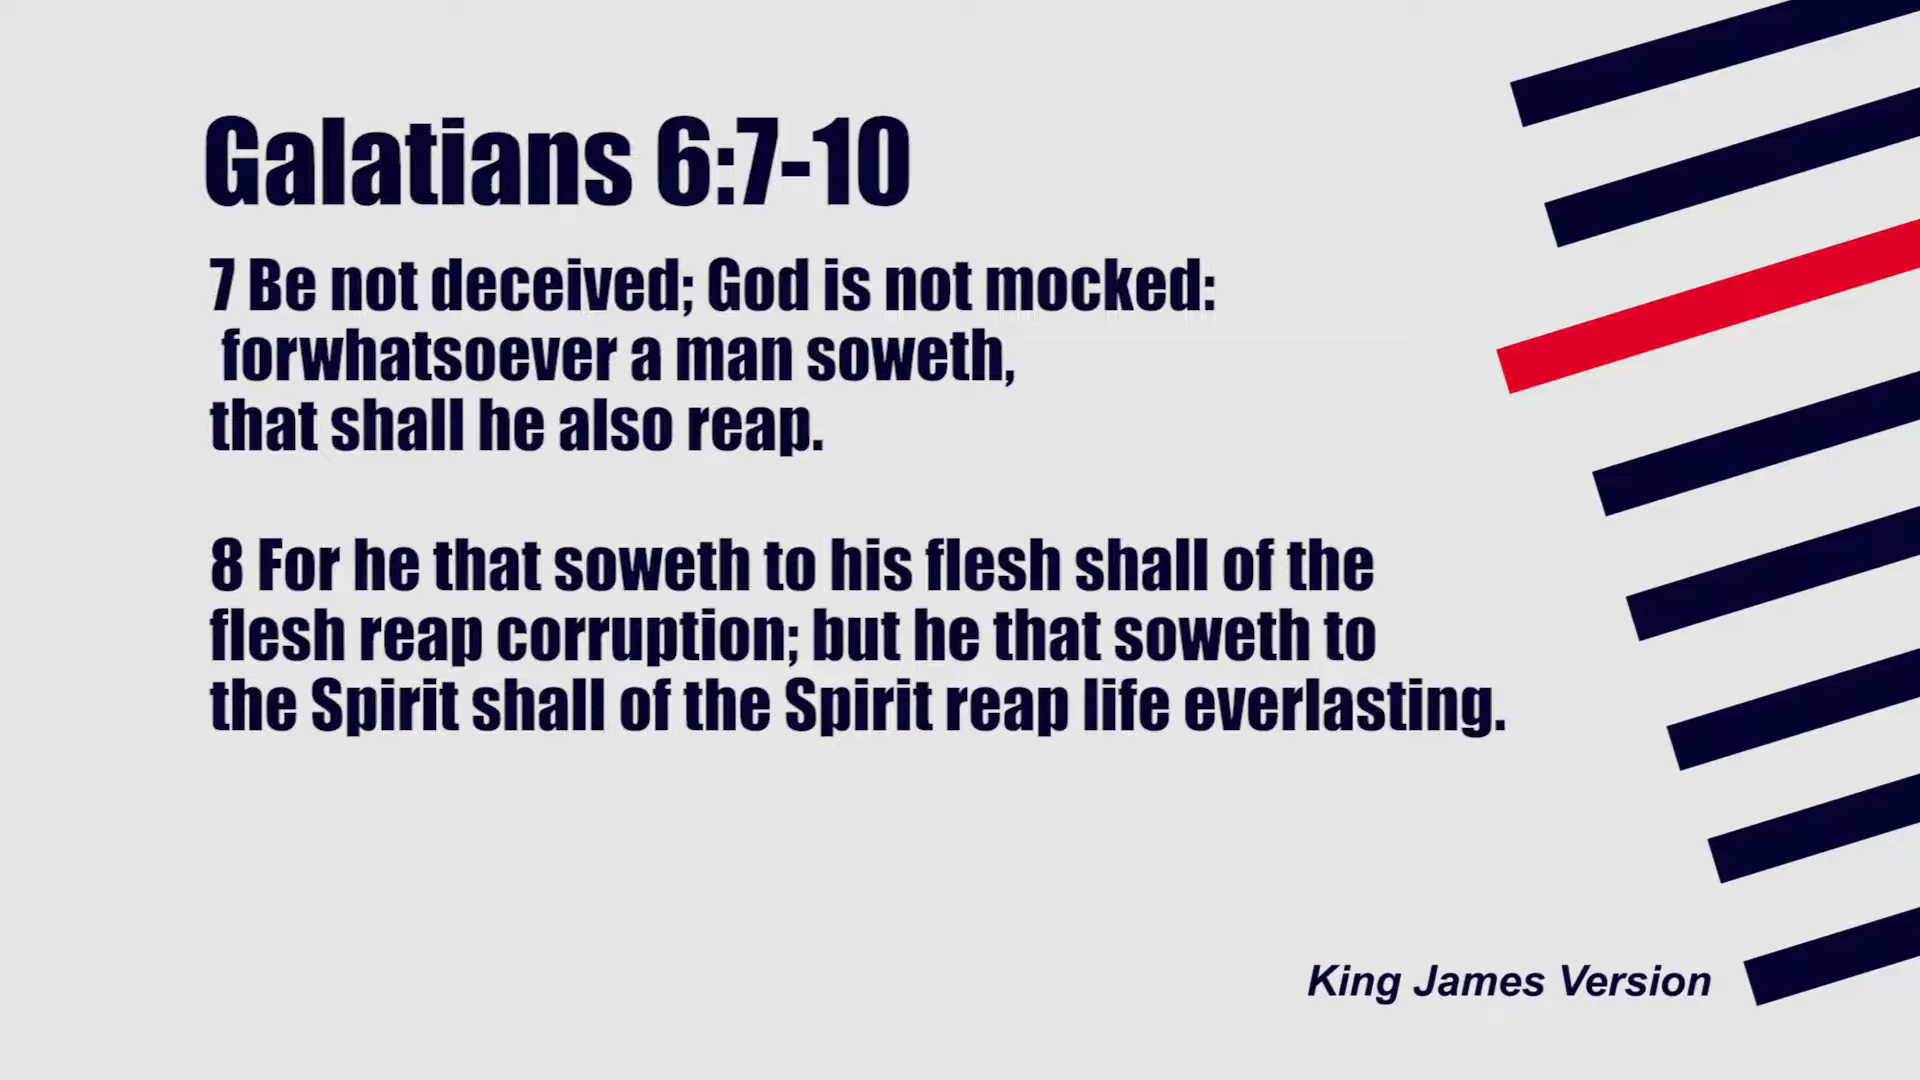 Galatians 6:7-10
7 Be not deceived; God is not mocked:
forwhatsoever a man soweth,
that shall he also reap.
8 For he that soweth to his flesh shall of the
flesh reap corruption; but he that soweth to
the Spirit shall of the Spirit reap life everlasting.
King James Version